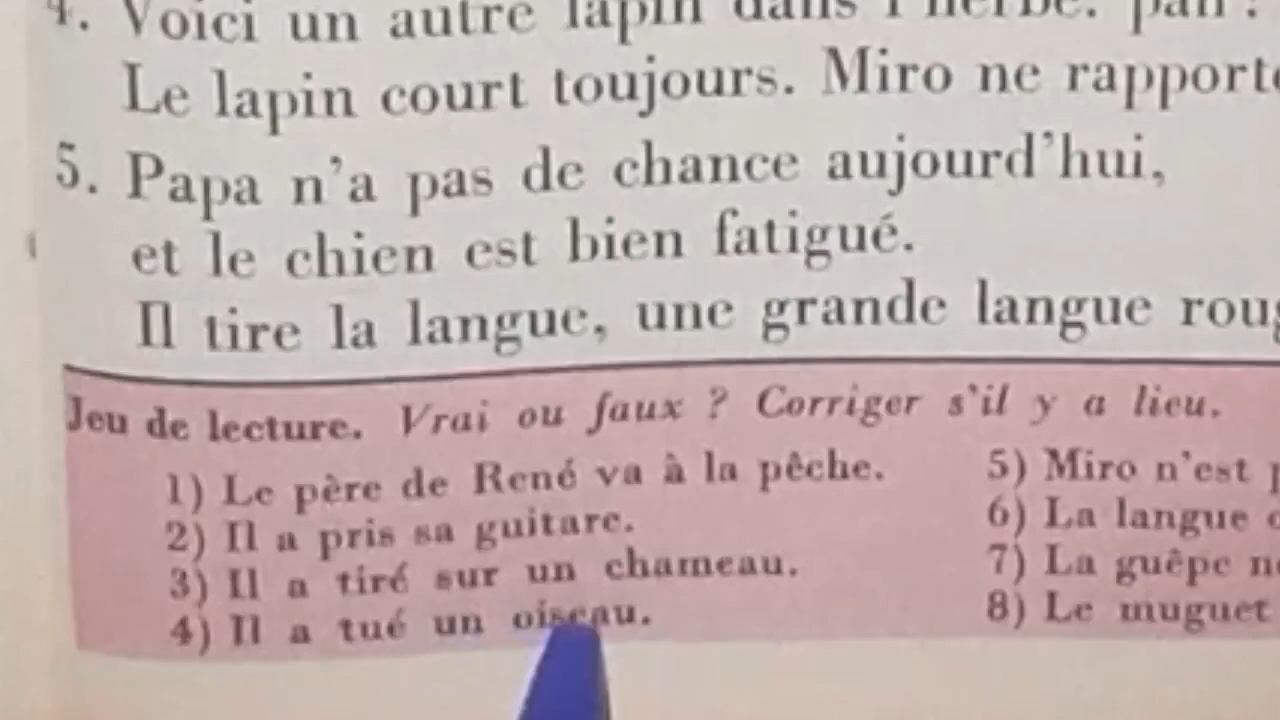 4. Voici un autre lapin dans l'herbe. pan !
Le lapin court toujours. Miro ne rapporte
5. Papa n'a pas de chance aujourd'hui,
et le chien est bien fatigué.
Il tire la langue, une grande langue
Jeu de lecture. Vrai ou faux ? Corriger s'il y a lieu.
1) Le père de René va à la pêche.
2) Il a pris sa guitare.
3) Il a tiré sur un chameau.
4) Il a tué un oiseau.
5) Miro n'est
6) La langue
7) La guêpe
8) Le muguet